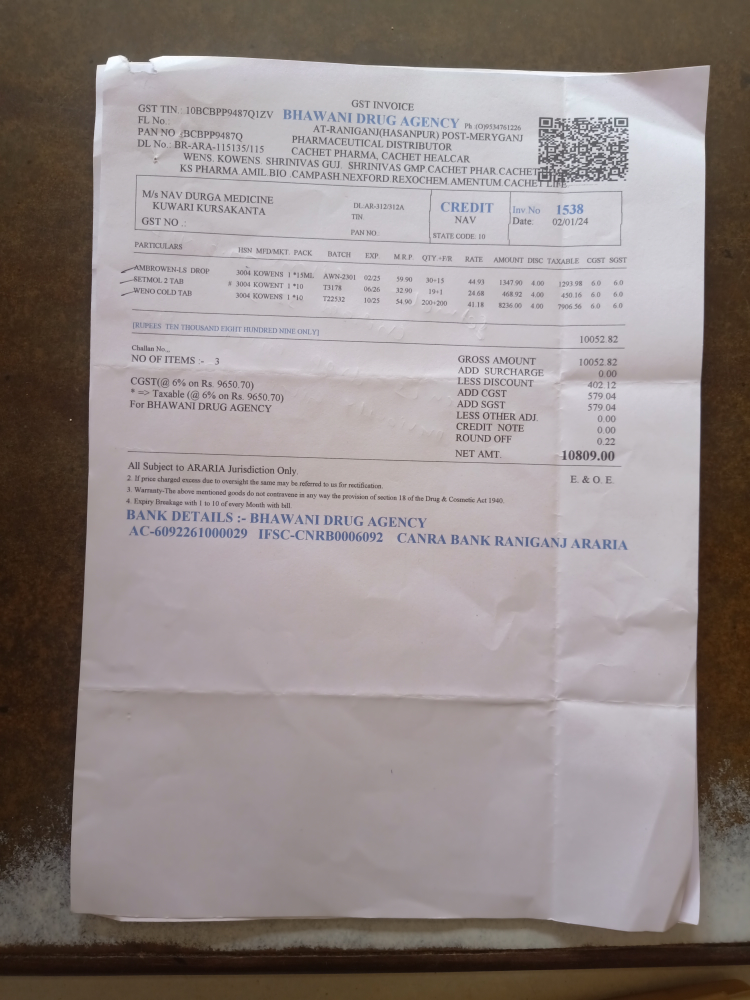 GST INVOICE
GST TIN : 10BCBPP9487Q1ZV
FL No.:
PAN NO :BCBPP9487Q
DL No.: BR-ARA-115135/115
BHAWANI DRUG AGENCY Ph :(O)9534761226
AT-RANIGANJ(HASANPUR) POST-MERYGANJ
PHARMACEUTICAL DISTRIBUTOR
CACHET PHARMA, CACHET HEALCAR
WENS. KOWENS. SHRINIVAS GUJ. SHRINIVAS GMP CACHET PHAR CACHET
KS PHARMA AMIL BIO .CAMPASH.NEXFORD.REXOCHEM.AMENTUM.CACHET LIFE
M/s NAV DURGA MEDICINE
KUWARI KURSAKANTA
GST NO .:
DL:AR-312/312A
TIN
PAN NO:
CREDIT
NAV
STATE CODE: 10
Inv No 1538
Date: 02/01/24
PARTICULARS HSN MFD/MKT PACK BATCH EXP M.R.P. QTY.+F/R RATE AMOUNT DISC TAXABLE CGST SGST
AMBROWEN-LS DROP 3004 KOWENS 1 *15ML AWN-2301 02/25 59.90 30+15 44.93 1347.90 4.00 1293.98 6.0 6.0
SETMOL 2 TAB # 3004 KOWENT 1 *10 T3178 06/26 32.90 19+1 24.68 468.92 4.00 450.16 6.0 6.0
WENO COLD TAB 3004 KOWENS 1 *10 T22532 10/25 54.90 200+200 41.18 8236.00 4.00 7906.56 6.0 6.0
[RUPEES TEN THOUSAND EIGHT HUNDRED NINE ONLY] 10052.82
Challan No.,,
NO OF ITEMS :- 3
CGST(@ 6% on Rs. 9650.70)
* => Taxable (@ 6% on Rs. 9650.70)
For BHAWANI DRUG AGENCY
GROSS AMOUNT 10052.82
ADD SURCHARGE 0.00
LESS DISCOUNT 402.12
ADD CGST 579.04
ADD SGST 579.04
LESS OTHER ADJ. 0.00
CREDIT NOTE 0.00
ROUND OFF 0.22
NET AMT. 10809.00
All Subject to ARARIA Jurisdiction Only. E. & O. E.
2. If price charged excess due to oversight the same may be referred to us for rectification.
3. Warranty-The above mentioned goods do not contravene in any way the provision of section 18 of the Drug & Cosmetic Act 1940.
4. Expiry Breakage with 1 to 10 of every Month with bill.
BANK DETAILS :- BHAWANI DRUG AGENCY
AC-6092261000029 IFSC-CNRB0006092 CANRA BANK RANIGANJ ARARIA